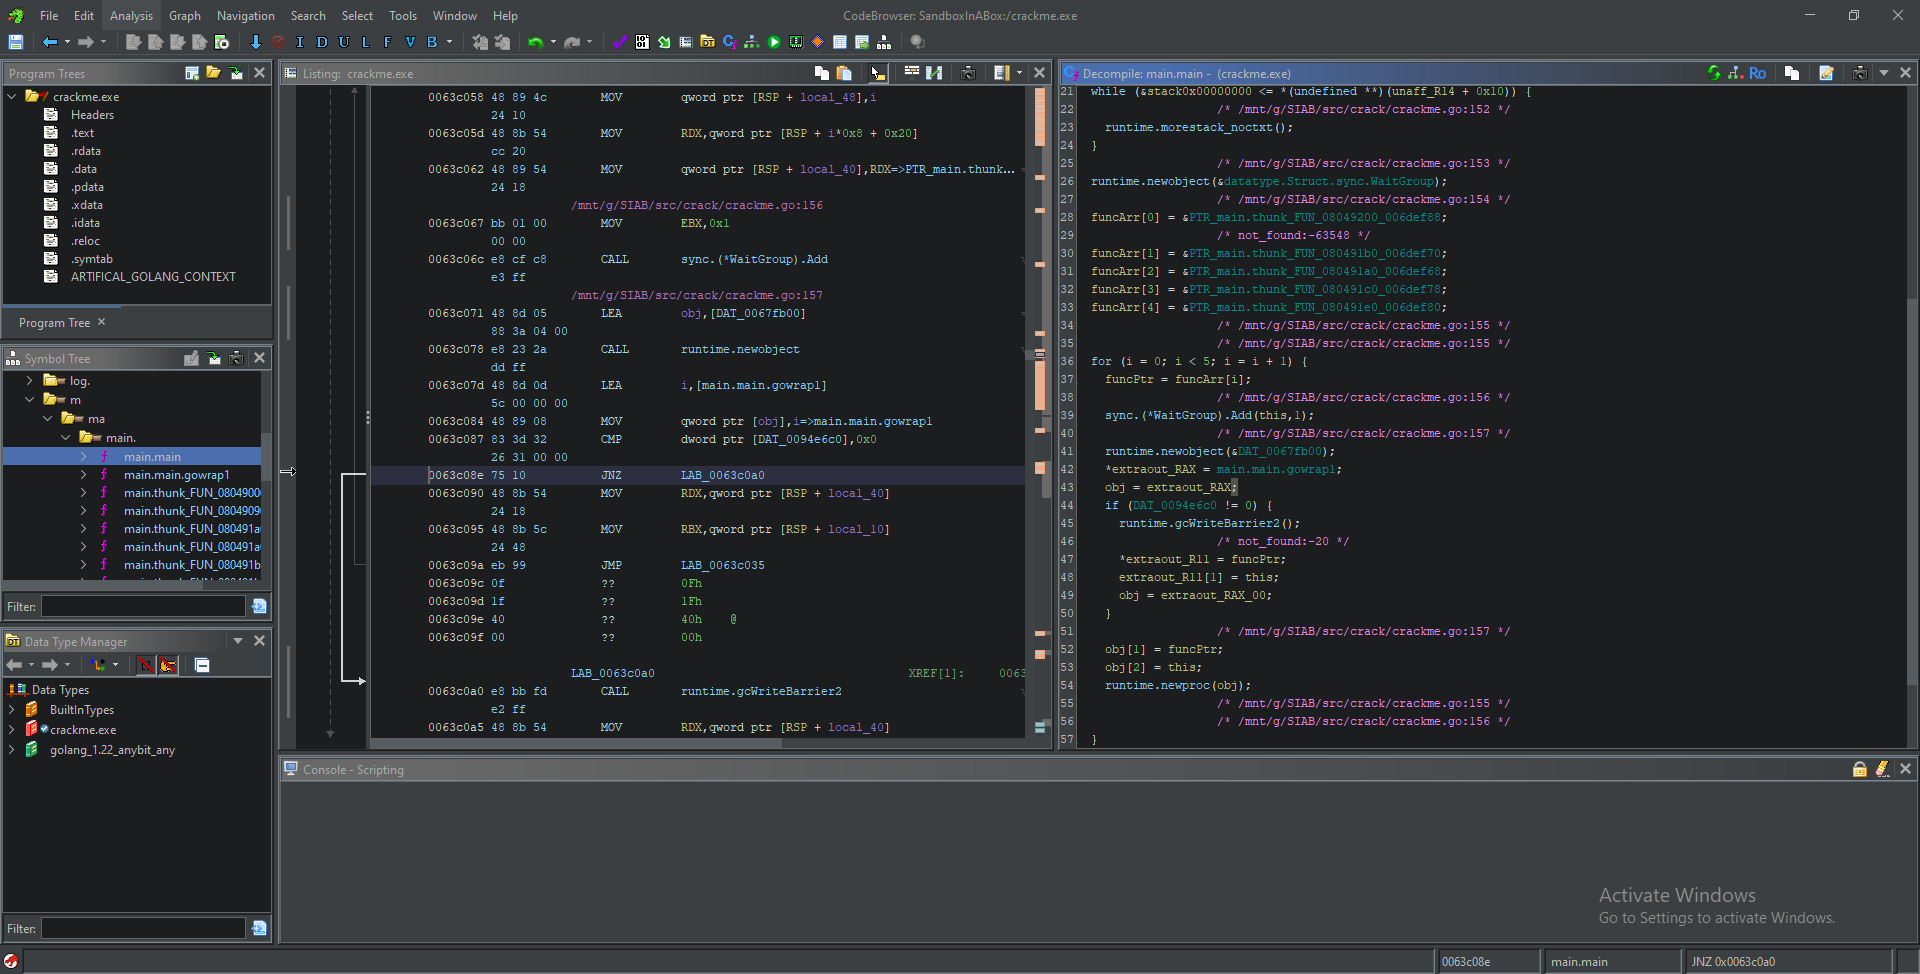 File Edit Analysis Graph Navigation Search Select Tools Window Help
CodeBrowser: SandboxInABox:/crackme.exe
I D U L F V B
Program Trees
crackme.exe
Headers
.text
.rdata
.data
.pdata
.xdata
.idata
.reloc
.symtab
ARTIFICAL_GOLANG_CONTEXT
Program Tree
Symbol Tree
log.
m
ma
main.
main.main
main.main.gowrap1
main.thunk_FUN_080490
main.thunk_FUN_0804909
main.thunk_FUN_080491a
main.thunk_FUN_080491a
main.thunk_FUN_080491b
Filter:
Data Type Manager
Data Types
BuiltInTypes
crackme.exe
golang_1.22_anybit_any
Filter:
Listing: crackme.exe
0063c058 48 89 4c MOV qword ptr [RSP + local_48],i
24 10
0063c05d 48 8b 54 MOV RDX,qword ptr [RSP + i*0x8 + 0x20]
cc 20
0063c062 48 89 54 MOV qword ptr [RSP + local_40],RDX=>PTR_main.thunk...
24 18
/mnt/g/SIAB/src/crack/crackme.go:156
0063c067 bb 01 00 MOV EBX,0x1
00 00
0063c06c e8 cf c8 CALL sync.(*WaitGroup).Add
e3 ff
/mnt/g/SIAB/src/crack/crackme.go:157
0063c071 48 8d 05 LEA obj,[DAT_0067fb00]
88 3a 04 00
0063c078 e8 23 2a CALL runtime.newobject
dd ff
0063c07d 48 8d 0d LEA i,[main.main.gowrap1]
5c 00 00 00
0063c084 48 89 08 MOV qword ptr [obj],i=>main.main.gowrap1
0063c087 83 3d 32 CMP dword ptr [DAT_0094e6c0],0x0
26 31 00 00
0063c08e 75 10 JNZ LAB_0063c0a0
0063c090 48 8b 54 MOV RDX,qword ptr [RSP + local_40]
24 18
0063c095 48 8b 5c MOV RBX,qword ptr [RSP + local_10]
24 48
0063c09a eb 99 JMP LAB_0063c035
0063c09c 0f ?? 0Fh
0063c09d 1f ?? 1Fh
0063c09e 40 ?? 40h @
0063c09f 00 ?? 00h
LAB_0063c0a0 XREF[1]: 0063
0063c0a0 e8 bb fd CALL runtime.gcWriteBarrier2
e2 ff
0063c0a5 48 8b 54 MOV RDX,qword ptr [RSP + local_40]
Decompile: main.main - (crackme.exe)
Ro
21 while (&stack0x00000000 <= *(undefined **)(unaff_R14 + 0x10)) {
22 /* /mnt/g/SIAB/src/crack/crackme.go:152 */
23 runtime.morestack_noctxt();
24 }
25 /* /mnt/g/SIAB/src/crack/crackme.go:153 */
26 runtime.newobject(&datatype.Struct.sync.WaitGroup);
27 /* /mnt/g/SIAB/src/crack/crackme.go:154 */
28 funcArr[0] = &PTR_main.thunk_FUN_08049200_006def88;
29 /* not_found:-63548 */
30 funcArr[1] = &PTR_main.thunk_FUN_080491b0_006def70;
31 funcArr[2] = &PTR_main.thunk_FUN_080491a0_006def68;
32 funcArr[3] = &PTR_main.thunk_FUN_080491c0_006def78;
33 funcArr[4] = &PTR_main.thunk_FUN_080491e0_006def80;
34 /* /mnt/g/SIAB/src/crack/crackme.go:155 */
35 /* /mnt/g/SIAB/src/crack/crackme.go:155 */
36 for (i = 0; i < 5; i = i + 1) {
37 funcPtr = funcArr[i];
38 /* /mnt/g/SIAB/src/crack/crackme.go:156 */
39 sync.(*WaitGroup).Add(this,1);
40 /* /mnt/g/SIAB/src/crack/crackme.go:157 */
41 runtime.newobject(&DAT_0067fb00);
42 *extraout_RAX = main.main.gowrap1;
43 obj = extraout_RAX;
44 if (DAT_0094e6c0 != 0) {
45 runtime.gcWriteBarrier2();
46 /* not_found:-20 */
47 *extraout_R11 = funcPtr;
48 extraout_R11[1] = this;
49 obj = extraout_RAX_00;
50 }
51 /* /mnt/g/SIAB/src/crack/crackme.go:157 */
52 obj[1] = funcPtr;
53 obj[2] = this;
54 runtime.newproc(obj);
55 /* /mnt/g/SIAB/src/crack/crackme.go:155 */
56 /* /mnt/g/SIAB/src/crack/crackme.go:156 */
57 }
Console - Scripting
Activate Windows
Go to Settings to activate Windows.
0063c08e main.main JNZ 0x0063c0a0